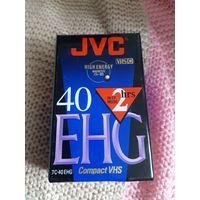 JVC
VHS C
HIGH ENERGY
40
2 hrs
EHG
TC-40 EHG
Compact VHS